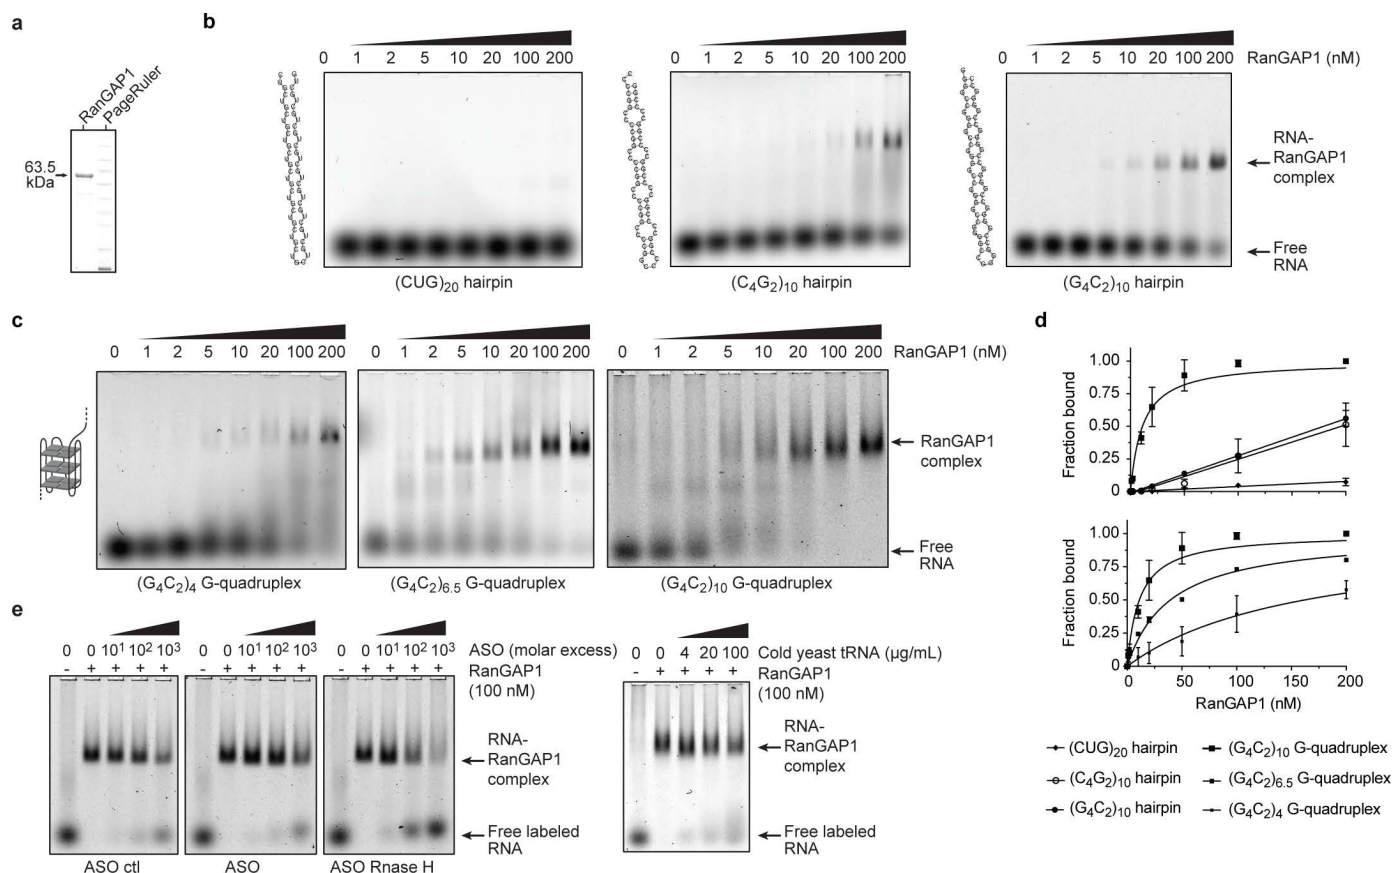 a
RanGAP1
PageRuler
63.5
kDa
b
0 1 2 5 10 20 100 200
0 1 2 5 10 20 100 200
0 1 2 5 10 20 100 200 RanGAP1 (nM)
RNA-
RanGAP1
complex
Free
RNA
(CUG)20 hairpin
(C4G2)10 hairpin
(G4C2)10 hairpin
c
0 1 2 5 10 20 100 200
0 1 2 5 10 20 100 200
0 1 2 5 10 20 100 200 RanGAP1 (nM)
RanGAP1
complex
Free
RNA
(G4C2)4 G-quadruplex
(G4C2)6.5 G-quadruplex
(G4C2)10 G-quadruplex
d
Fraction bound
1.00
0.75
0.50
0.25
0
Fraction bound
1.00
0.75
0.50
0.25
0
0 50 100 150 200
RanGAP1 (nM)
(CUG)20 hairpin
(C4G2)10 hairpin
(G4C2)10 hairpin
(G4C2)10 G-quadruplex
(G4C2)6.5 G-quadruplex
(G4C2)4 G-quadruplex
e
0 0 10¹ 10² 10³
0 0 10¹ 10² 10³
0 0 10¹ 10² 10³ ASO (molar excess)
- + + + +
- + + + +
- + + + + RanGAP1
(100 nM)
RNA-
RanGAP1
complex
Free labeled
RNA
ASO ctl
ASO
ASO Rnase H
0 0 4 20 100 Cold yeast tRNA (µg/mL)
- + + + + RanGAP1
(100 nM)
RNA-
RanGAP1
complex
Free labeled
RNA